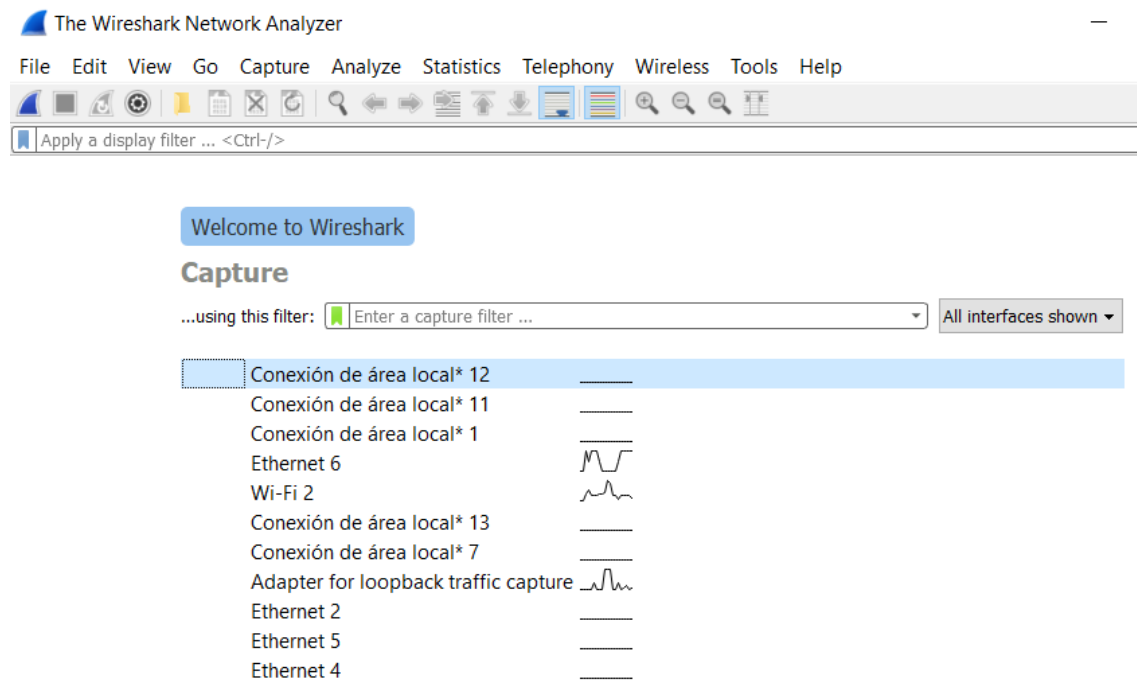 The Wireshark Network Analyzer
File Edit View Go Capture Analyze Statistics Telephony Wireless Tools Help
Apply a display filter ... <Ctrl-/>
Welcome to Wireshark
Capture
...using this filter: Enter a capture filter ... All interfaces shown
Conexión de área local* 12
Conexión de área local* 11
Conexión de área local* 1
Ethernet 6
Wi-Fi 2
Conexión de área local* 13
Conexión de área local* 7
Adapter for loopback traffic capture
Ethernet 2
Ethernet 5
Ethernet 4